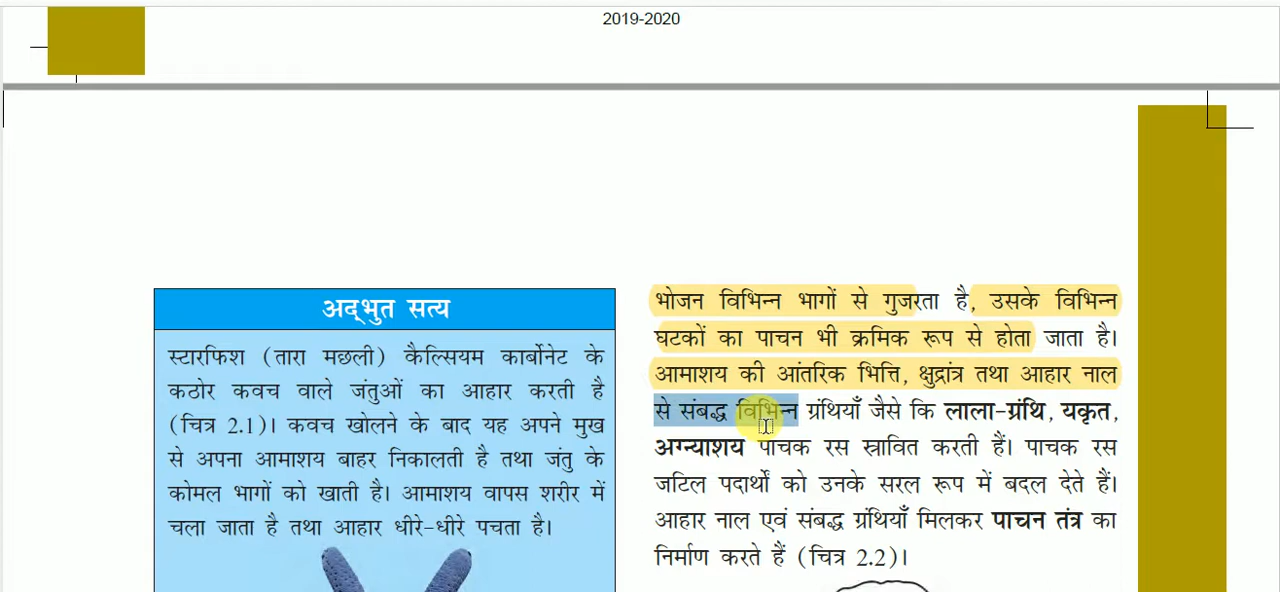 2019-2020
अद्भुत सत्य
स्टारफिश (तारा मछली) कैल्सियम कार्बोनेट के
कठोर कवच वाले जंतुओं का आहार करती है
(चित्र 2.1)। कवच खोलने के बाद यह अपने मुख
से अपना आमाशय बाहर निकालती है तथा जंतु के
कोमल भागों को खाती है। आमाशय वापस शरीर में
चला जाता है तथा आहार धीरे-धीरे पचता है।
भोजन विभिन्न भागों से गुजरता है, उसके विभिन्न
घटकों का पाचन भी क्रमिक रूप से होता जाता है।
आमाशय की आंतरिक भित्ति, क्षुद्रांत्र तथा आहार नाल
से संबद्ध विभिन्न ग्रंथियाँ जैसे कि लाला-ग्रंथि, यकृत,
अग्न्याशय पाचक रस स्रावित करती हैं। पाचक रस
जटिल पदार्थों को उनके सरल रूप में बदल देते हैं।
आहार नाल एवं संबद्ध ग्रंथियाँ मिलकर पाचन तंत्र का
निर्माण करते हैं (चित्र 2.2)।